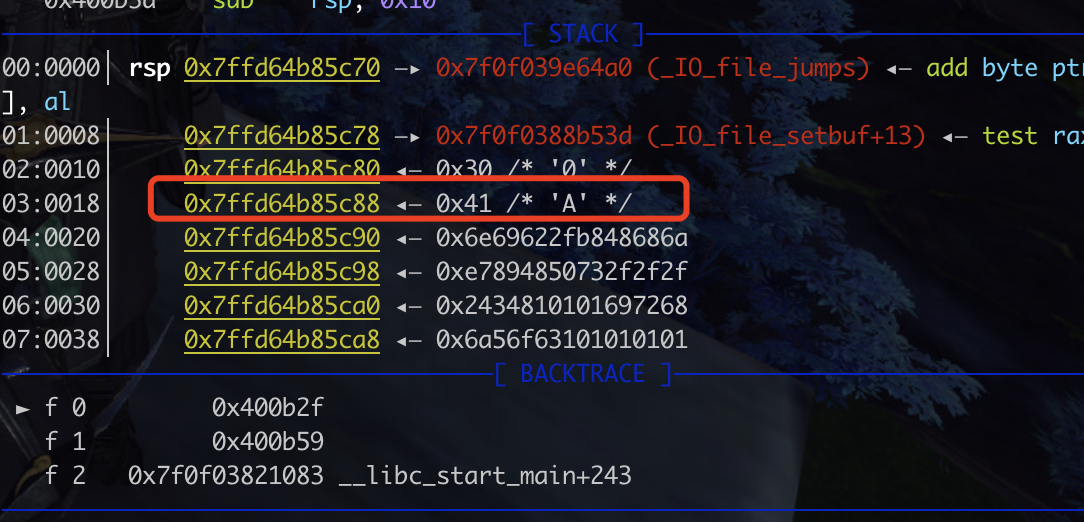 0x400b5a    sub    rsp, 0x10
[ STACK ]
00:0000│ rsp 0x7ffd64b85c70 —▸ 0x7f0f039e64a0 (_IO_file_jumps) ◂— add byte ptr
], al
01:0008│ 0x7ffd64b85c78 —▸ 0x7f0f0388b53d (_IO_file_setbuf+13) ◂— test rax
02:0010│ 0x7ffd64b85c80 ◂— 0x30 /* '0' */
03:0018│ 0x7ffd64b85c88 ◂— 0x41 /* 'A' */
04:0020│ 0x7ffd64b85c90 ◂— 0x6e69622fb848686a
05:0028│ 0x7ffd64b85c98 ◂— 0xe7894850732f2f2f
06:0030│ 0x7ffd64b85ca0 ◂— 0x2434810101697268
07:0038│ 0x7ffd64b85ca8 ◂— 0x6a56f63101010101
[ BACKTRACE ]
► f 0 0x400b2f
f 1 0x400b59
f 2 0x7f0f03821083 __libc_start_main+243